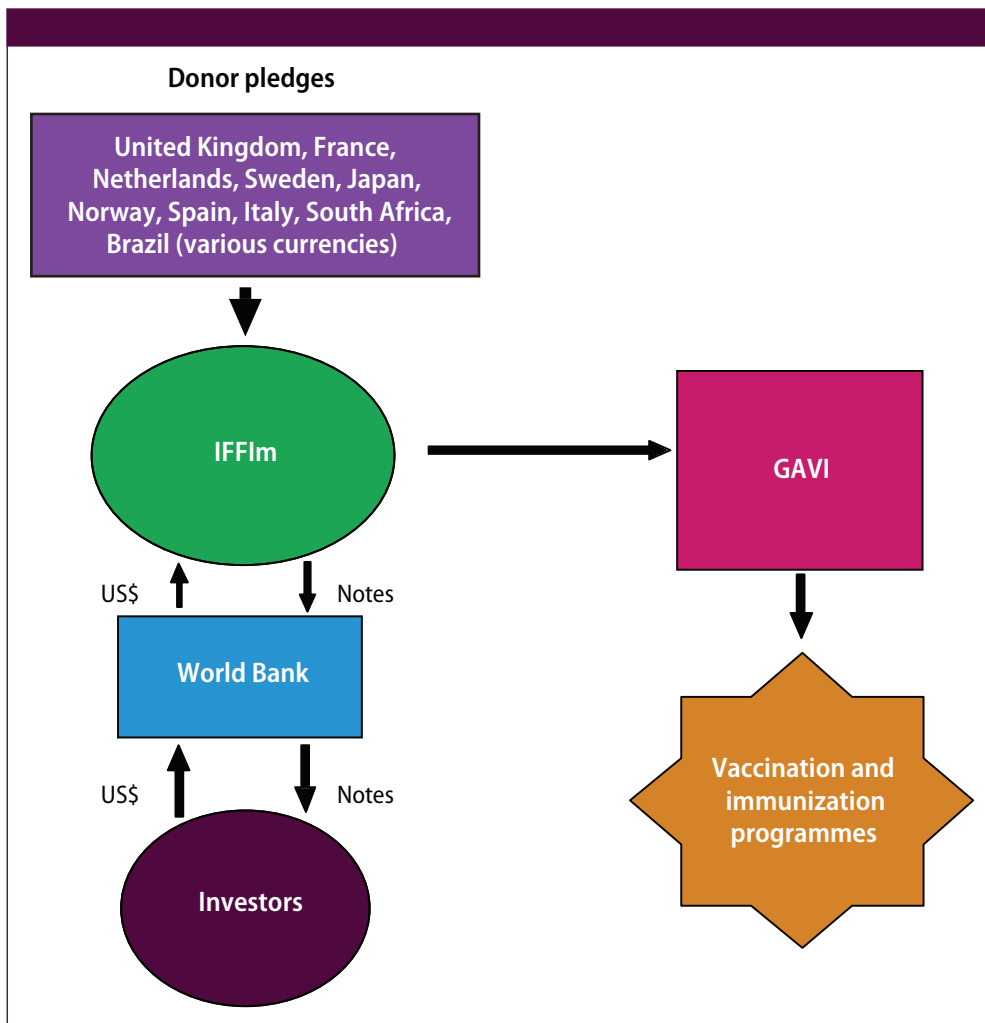 Donor pledges
United Kingdom, France,
Netherlands, Sweden, Japan,
Norway, Spain, Italy, South Africa,
Brazil (various currencies)
IFFIm
GAVI
US$
Notes
World Bank
US$
Notes
Vaccination and
immunization
programmes
Investors